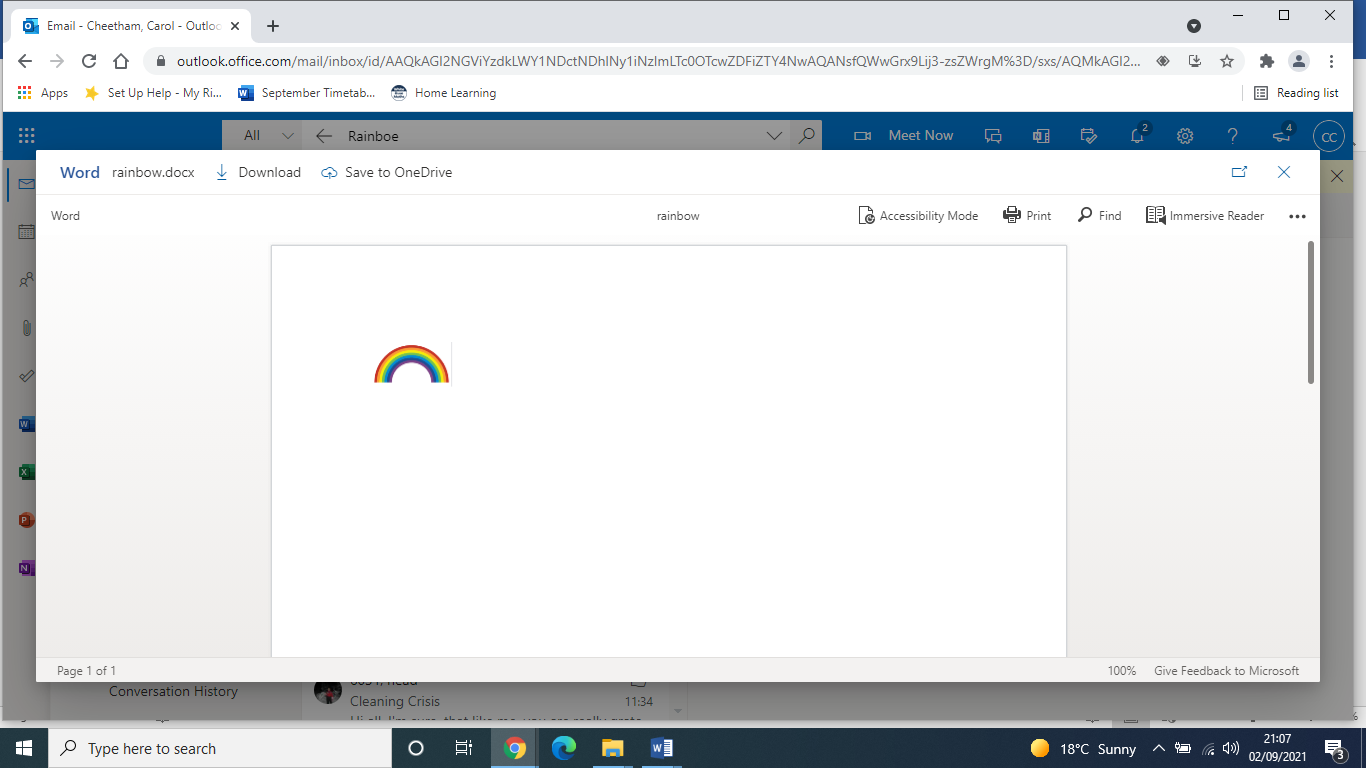 Email - Cheetham, Carol - Outloo
outlook.office.com/mail/inbox/id/AAQkAGI2NGViYzdkLWY1NDctNDhlNy1iNzlmLTc0OTcwZDFiZTY4NwAQANsfQWwGrx9Lij3-zsZWrgM%3D/sxs/AQMkAGI2...
Apps Set Up Help - My Ri... September Timetab... Home Learning Reading list
All Rainboe Meet Now 2 4 CC
Word rainbow.docx Download Save to OneDrive
Word rainbow Accessibility Mode Print Find Immersive Reader
Page 1 of 1 100% Give Feedback to Microsoft
Conversation History
Cleaning Crisis 11:34
Type here to search 18°C Sunny 21:07
02/09/2021 3